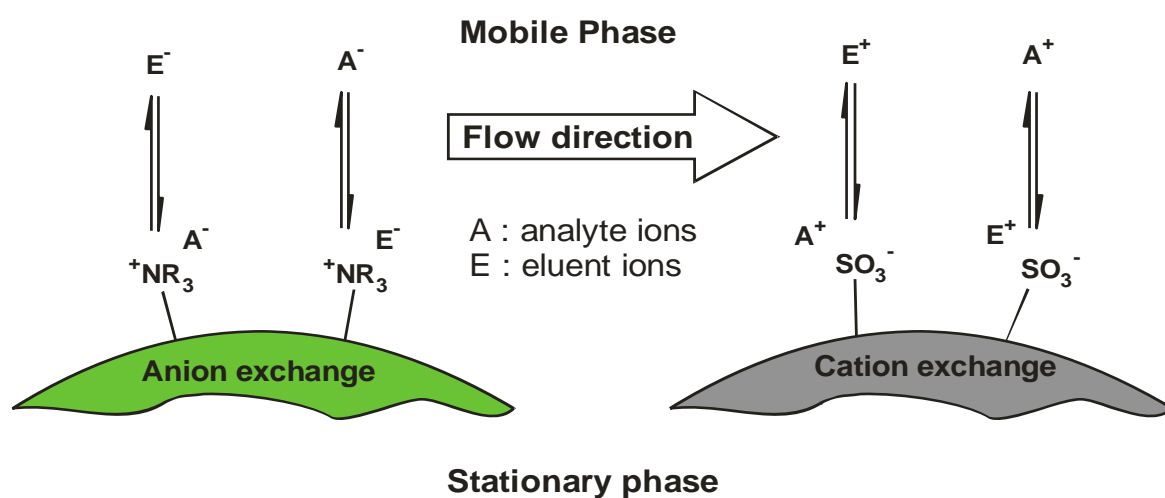 Mobile Phase
E⁻
A⁻
E⁺
A⁺
Flow direction
A⁻
⁺NR₃
E⁻
⁺NR₃
A : analyte ions
E : eluent ions
A⁺
SO₃⁻
E⁺
SO₃⁻
Anion exchange
Cation exchange
Stationary phase